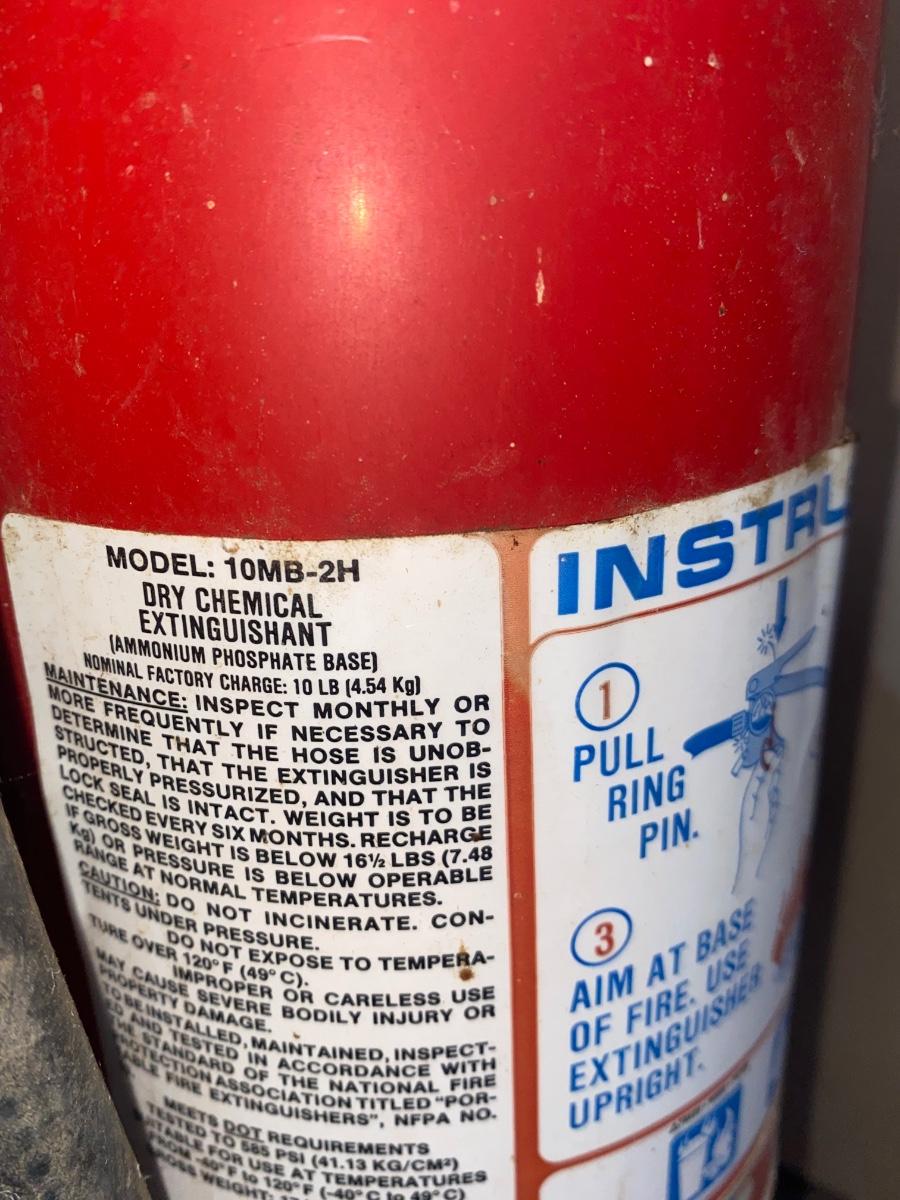 MODEL: 10MB-2H
DRY CHEMICAL
EXTINGUISHANT
(AMMONIUM PHOSPHATE BASE)
NOMINAL FACTORY CHARGE: 10 LB (4.54 Kg)
MAINTENANCE: INSPECT MONTHLY OR
MORE FREQUENTLY IF NECESSARY TO
DETERMINE THAT THE HOSE IS UNOB-
STRUCTED, THAT THE EXTINGUISHER IS
PROPERLY PRESSURIZED, AND THAT THE
LOCK SEAL IS INTACT. WEIGHT IS TO BE
CHECKED EVERY SIX MONTHS. RECHARGE
IF GROSS WEIGHT IS BELOW 16½ LBS (7.48
Kg) OR PRESSURE IS BELOW OPERABLE
RANGE AT NORMAL TEMPERATURES.
CAUTION: DO NOT INCINERATE. CON-
TENTS UNDER PRESSURE.
DO NOT EXPOSE TO TEMPERA-
TURE OVER 120°F (49°C).
IMPROPER OR CARELESS USE
MAY CAUSE SEVERE BODILY INJURY OR
PROPERTY DAMAGE.
TO BE INSTALLED, MAINTAINED, INSPECT-
ED AND TESTED IN ACCORDANCE WITH
THE STANDARD OF THE NATIONAL FIRE
PROTECTION ASSOCIATION TITLED "POR-
ABLE FIRE EXTINGUISHERS", NFPA NO.
MEETS DOT REQUIREMENTS
TESTED TO 585 PSI (41.13 KG/CM²)
SUITABLE FOR USE AT TEMPERATURES
FROM -40°F to 120°F (-40°C to 49°C)
GROSS WEIGHT:
INSTRU
1
PULL
RING
PIN.
3
AIM AT BASE
OF FIRE. USE
EXTINGUISHER
UPRIGHT.